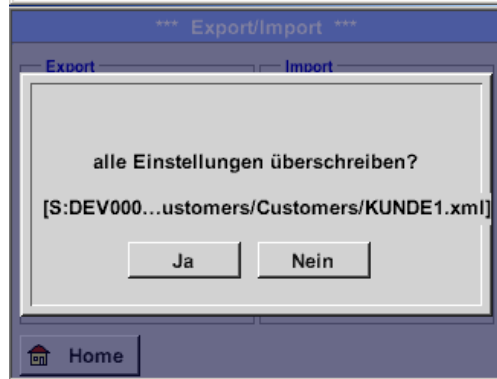 *** Export/Import ***
Export
Import
alle Einstellungen überschreiben?
[S:DEV000...ustomers/Customers/KUNDE1.xml]
Ja
Nein
Home